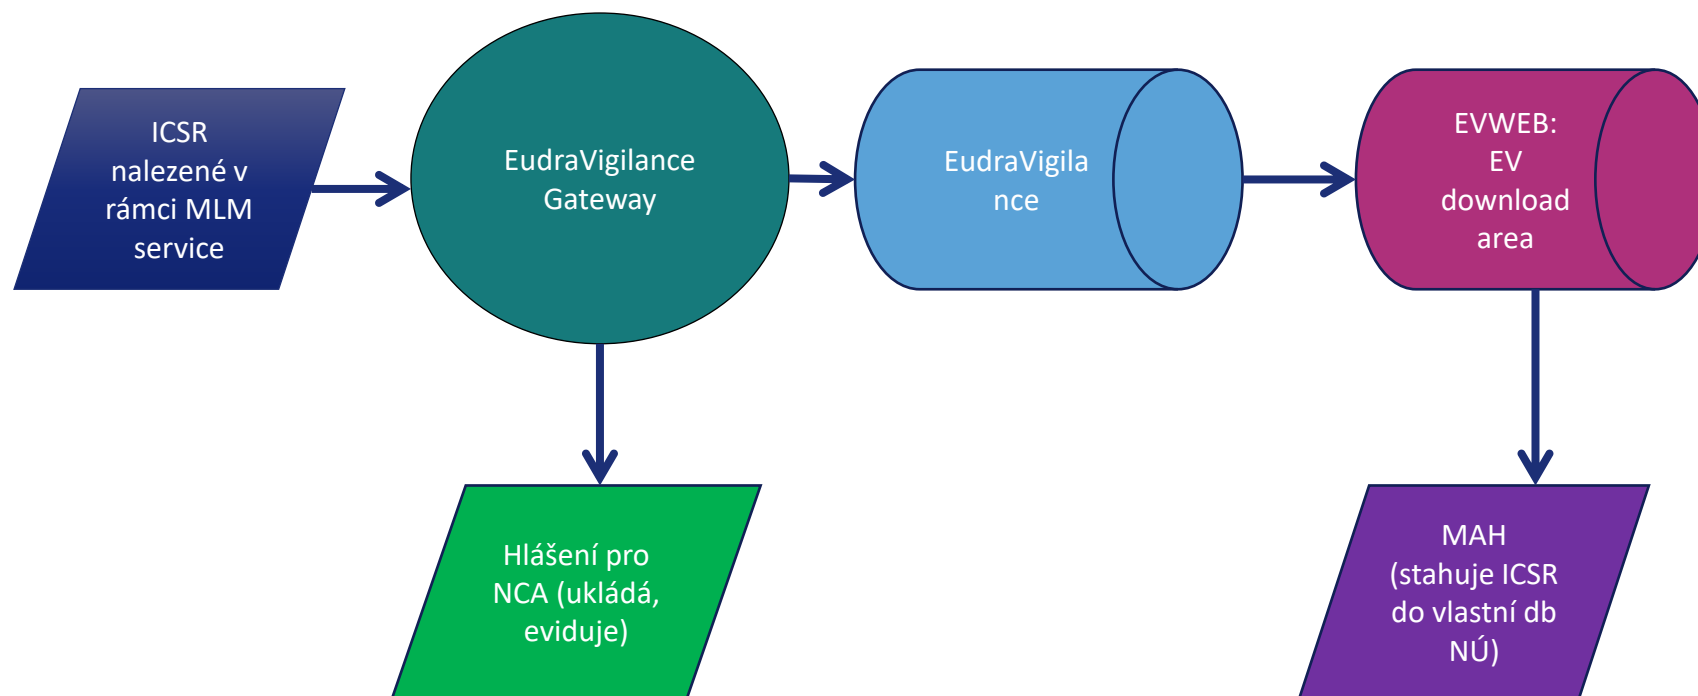 ICSR
nalezené v
rámci MLM
service
EudraVigilance
Gateway
EudraVigila
nce
EVWEB:
EV
download
area
Hlášení pro
NCA (ukládá,
eviduje)
MAH
(stahuje ICSR
do vlastní db
NÚ)